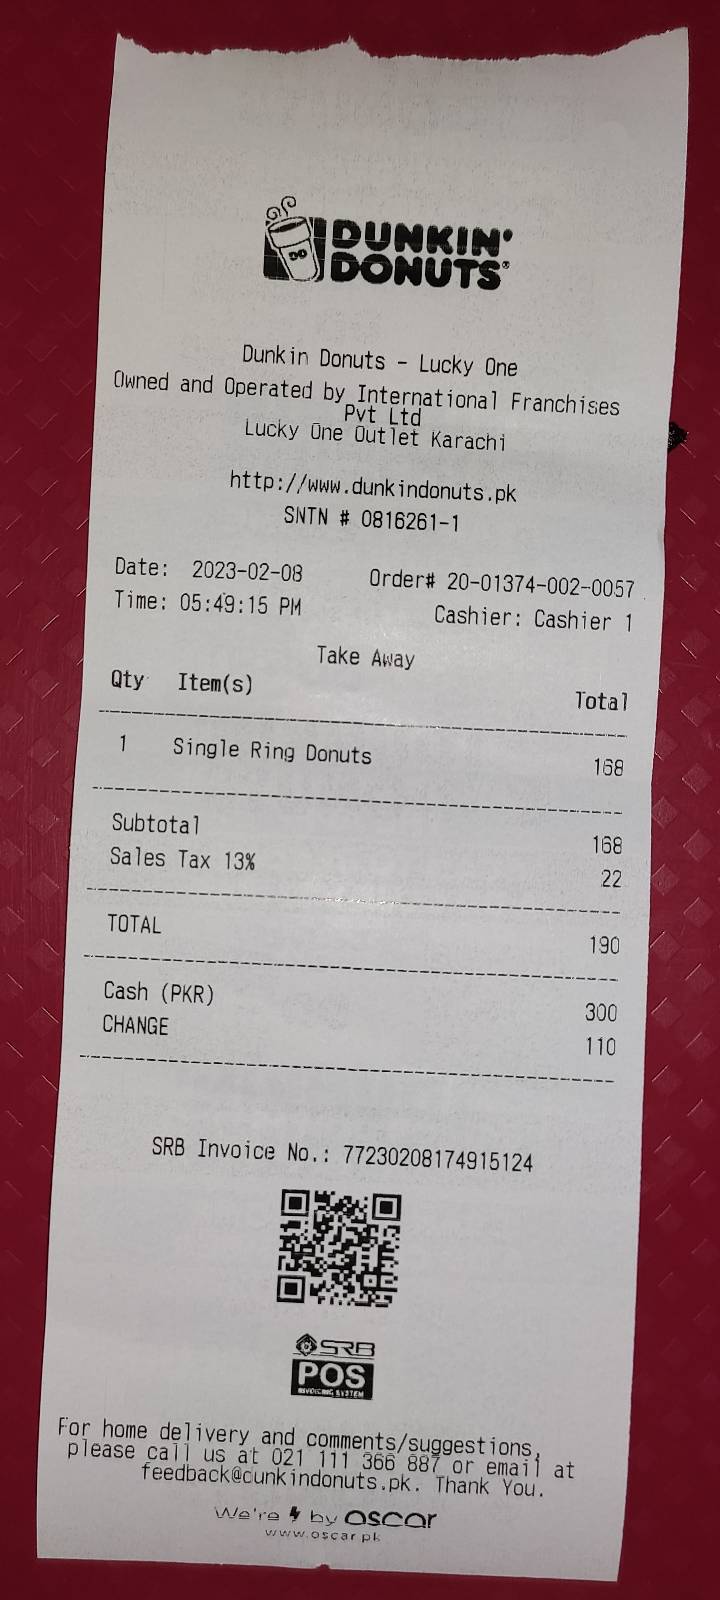 DUNKIN'
DONUTS®
Dunkin Donuts - Lucky One
Owned and Operated by International Franchises
Pvt Ltd
Lucky One Outlet Karachi
http://www.dunkindonuts.pk
SNTN # 0816261-1
Date: 2023-02-08 Order# 20-01374-002-0057
Time: 05:49:15 PM Cashier: Cashier 1
Take Away
Qty Item(s) Total
1 Single Ring Donuts 168
Subtotal 168
Sales Tax 13% 22
TOTAL 190
Cash (PKR) 300
CHANGE 110
SRB Invoice No.: 77230208174915124
SRB
POS
INVOICING SYSTEM
For home delivery and comments/suggestions,
please call us at 021 111 366 887 or email at
feedback@dunkindonuts.pk. Thank You.
We're by oscar
www.oscar.pk